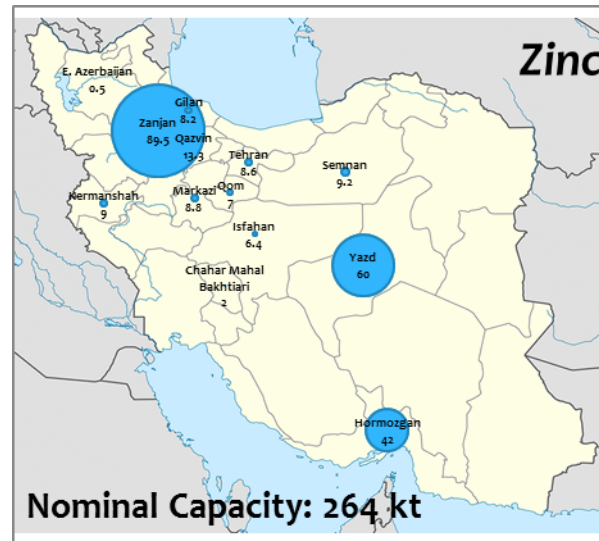 Zinc
E. Azerbaijan
0.5
Gilan
8.2
Zanjan
89.5
Qazvin
13.3
Tehran
8.6
Semnan
9.2
Kermanshah
9
Markazi
8.8
Qom
7
Isfahan
6.4
Yazd
60
Chahar Mahal
Bakhtiari
2
Hormozgan
42
Nominal Capacity: 264 kt